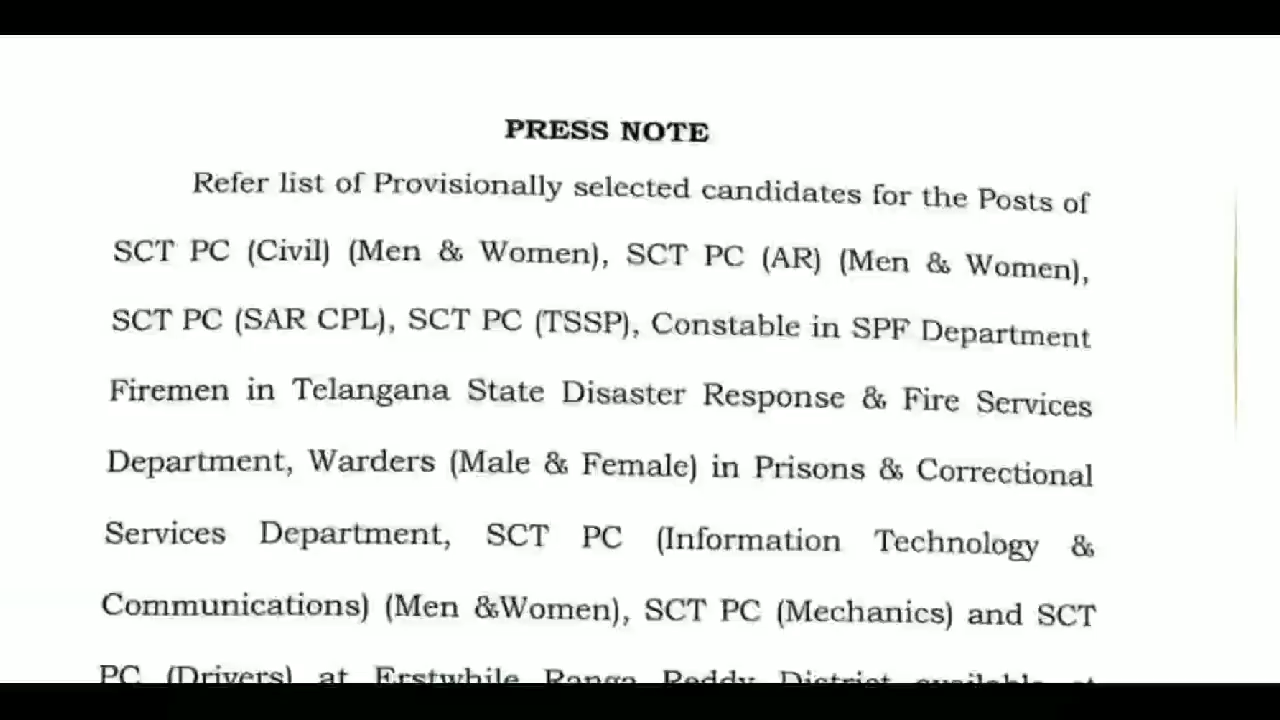 PRESS NOTE
Refer list of Provisionally selected candidates for the Posts of
SCT PC (Civil) (Men & Women), SCT PC (AR) (Men & Women),
SCT PC (SAR CPL), SCT PC (TSSP), Constable in SPF Department
Firemen in Telangana State Disaster Response & Fire Services
Department, Warders (Male & Female) in Prisons & Correctional
Services Department, SCT PC (Information Technology &
Communications) (Men &Women), SCT PC (Mechanics) and SCT
PC (Drivers) at Erstwhile Ranga Reddy District available at